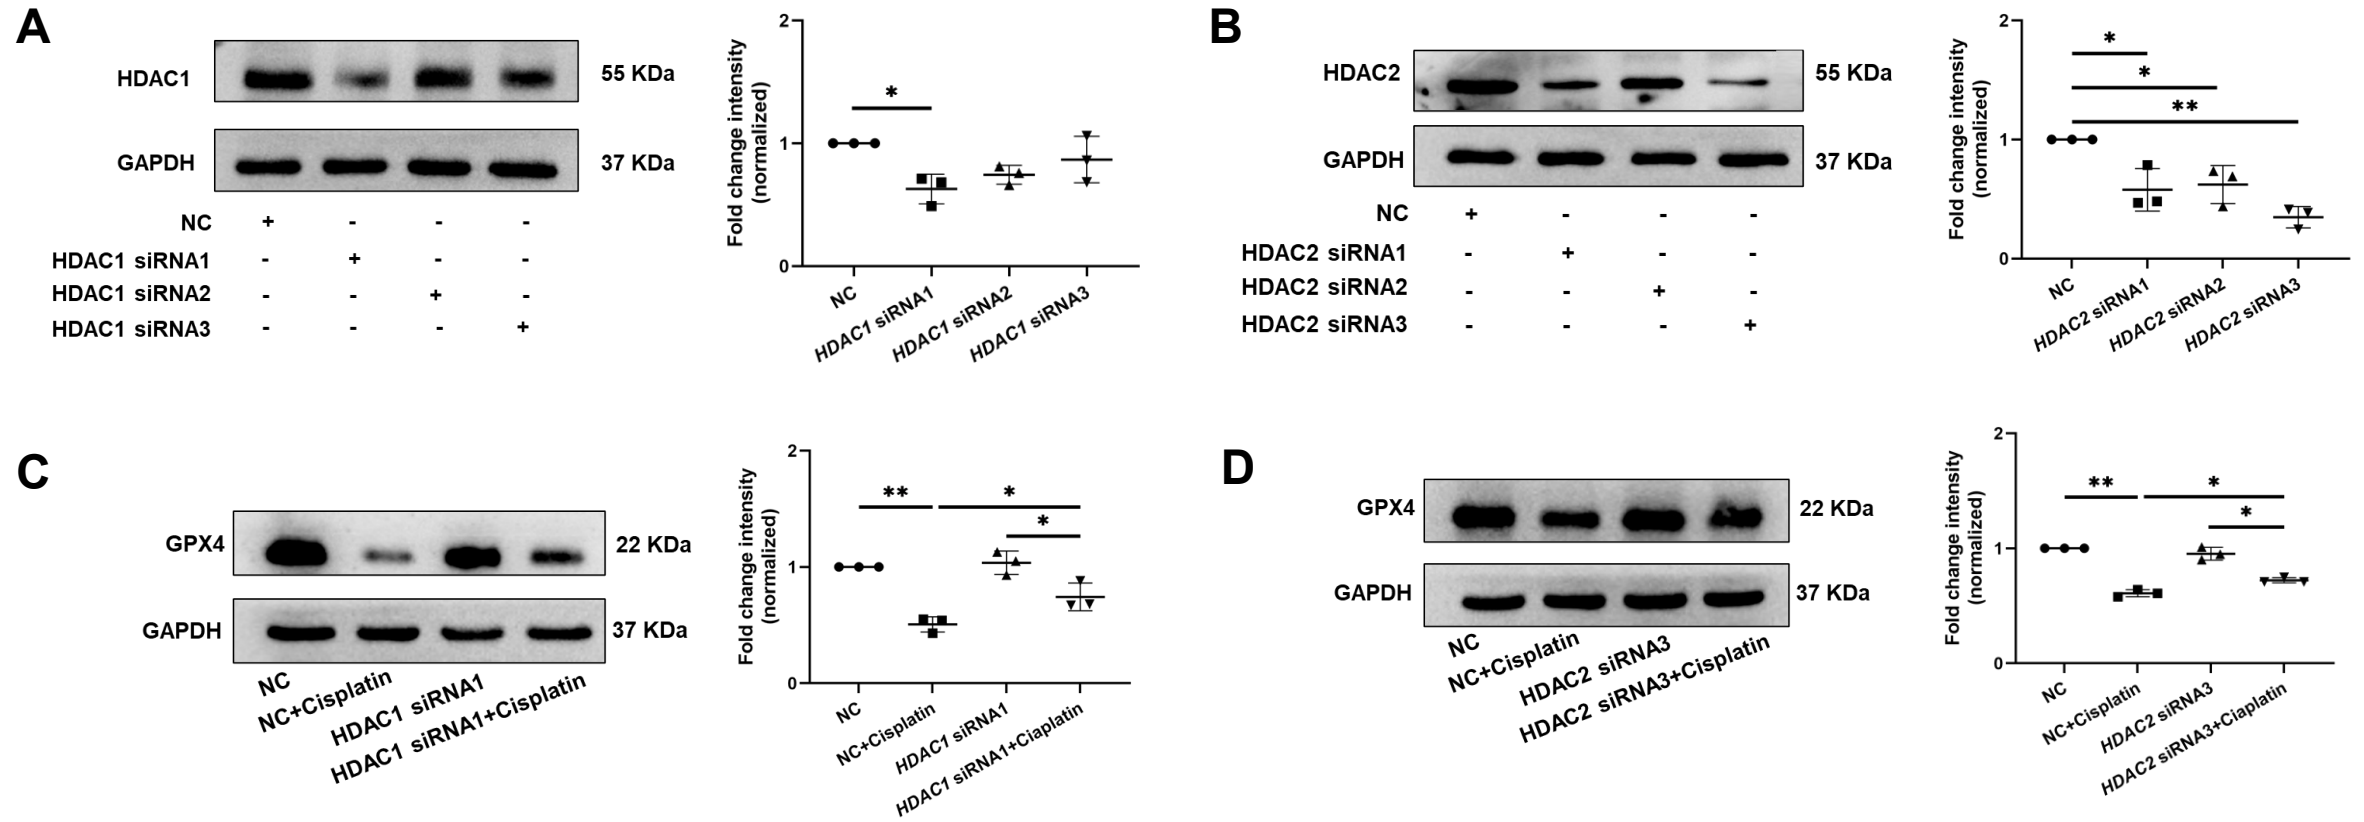 A
HDAC1
55 KDa
GAPDH
37 KDa
NC + - - -
HDAC1 siRNA1 - + - -
HDAC1 siRNA2 - - + -
HDAC1 siRNA3 - - - +
Fold change intensity
(normalized)
2
1
0
*
NC
HDAC1 siRNA1
HDAC1 siRNA2
HDAC1 siRNA3
B
HDAC2
55 KDa
GAPDH
37 KDa
NC + - - -
HDAC2 siRNA1 - + - -
HDAC2 siRNA2 - - + -
HDAC2 siRNA3 - - - +
Fold change intensity
(normalized)
2
1
0
*
*
**
NC
HDAC2 siRNA1
HDAC2 siRNA2
HDAC2 siRNA3
C
GPX4
22 KDa
GAPDH
37 KDa
NC
NC+Cisplatin
HDAC1 siRNA1
HDAC1 siRNA1+Cisplatin
Fold change intensity
(normalized)
2
1
0
** *
*
NC
NC+Cisplatin
HDAC1 siRNA1
HDAC1 siRNA1+Ciaplatin
D
GPX4
22 KDa
GAPDH
37 KDa
NC
NC+Cisplatin
HDAC2 siRNA3
HDAC2 siRNA3+Cisplatin
Fold change intensity
(normalized)
2
1
0
** *
*
NC
NC+Cisplatin
HDAC2 siRNA3
HDAC2 siRNA3+Ciaplatin